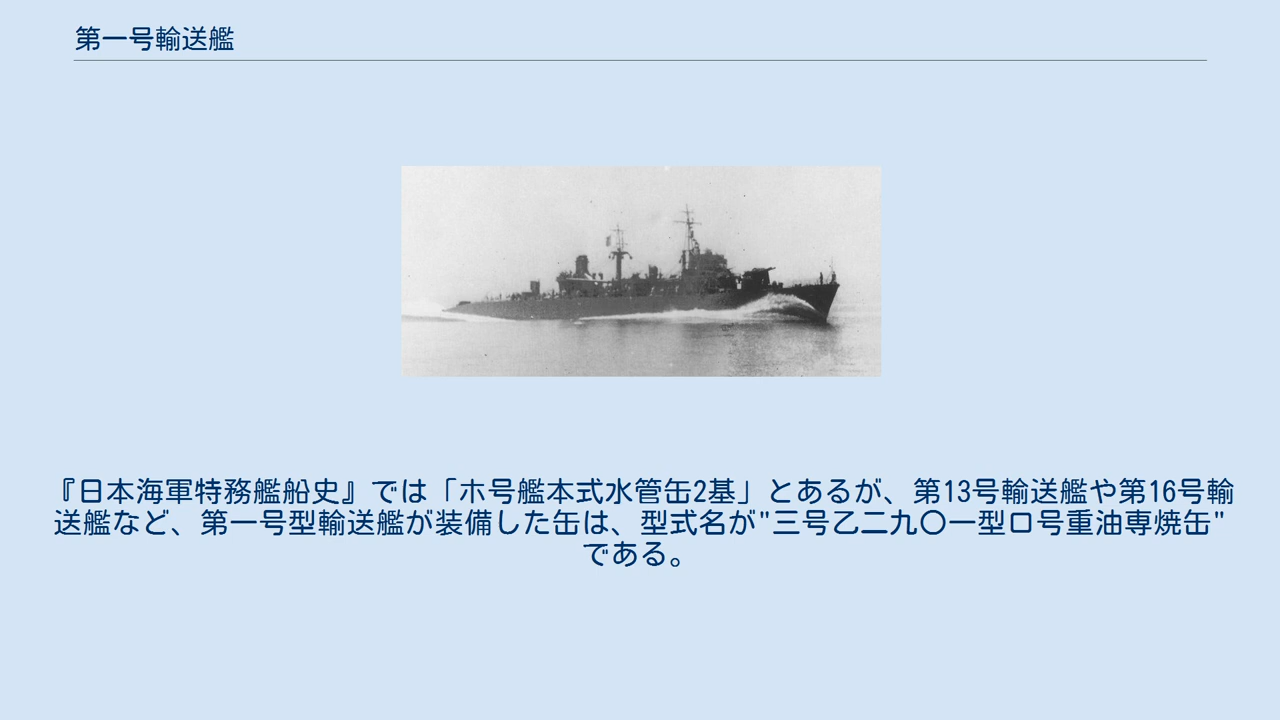 第一号輸送艦
『日本海軍特務艦船史』では「ホ号艦本式水管缶2基」とあるが、第13号輸送艦や第16号輸
送艦など、第一号型輸送艦が装備した缶は、型式名が"三号乙二九〇一型ロ号重油専焼缶"
である。